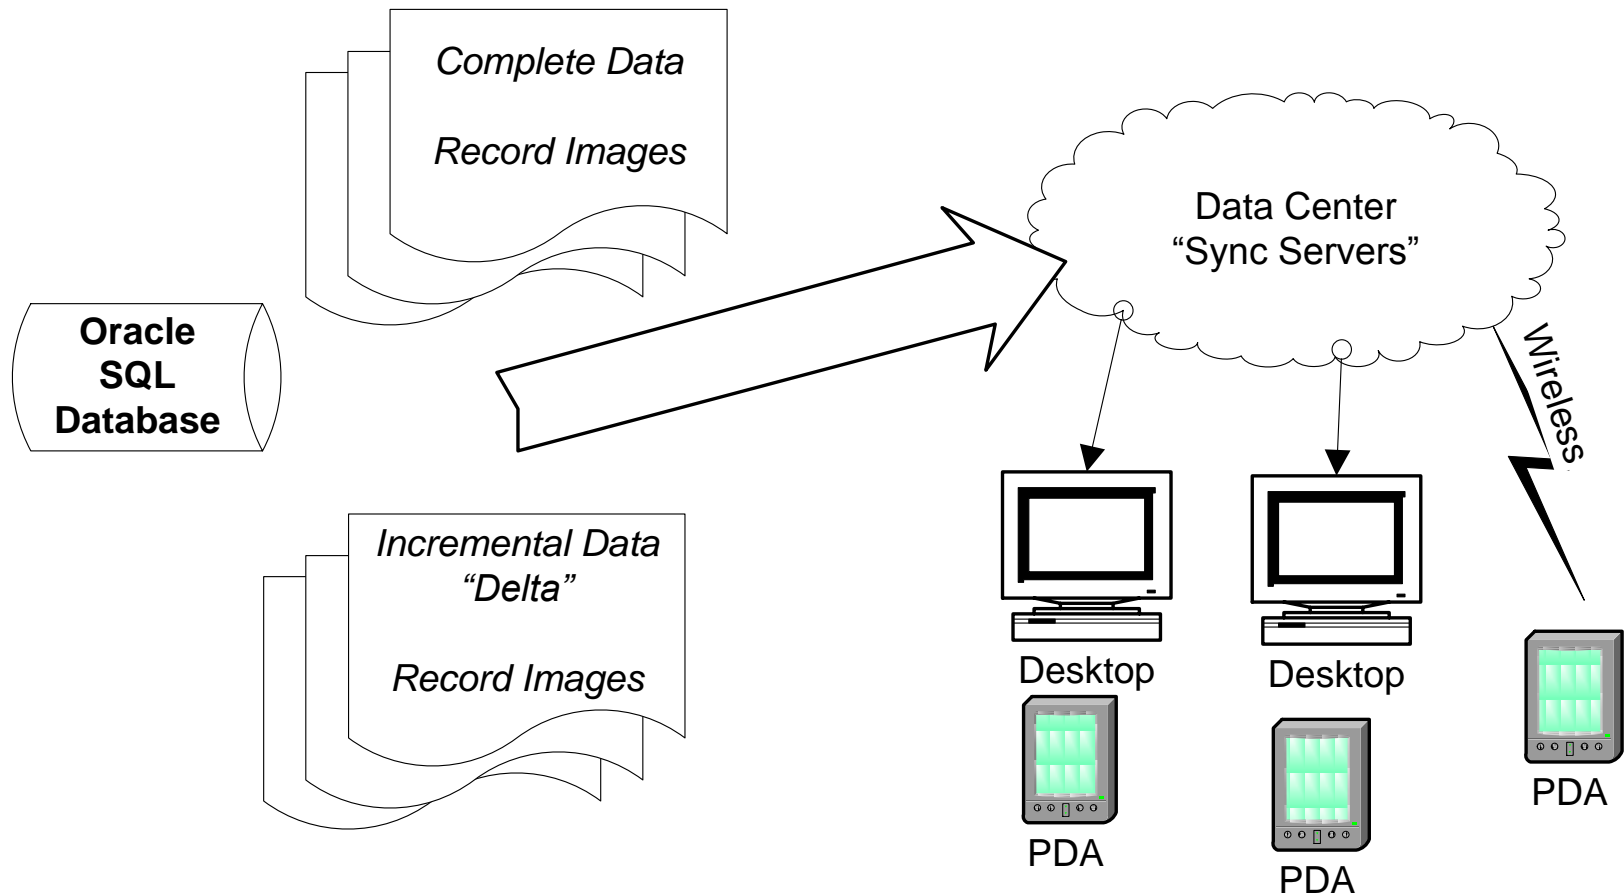 Complete Data
Record Images
Data Center
“Sync Servers”
Oracle
SQL
Database
Wireless
Incremental Data
“Delta”
Record Images
Desktop
Desktop
PDA
PDA
PDA